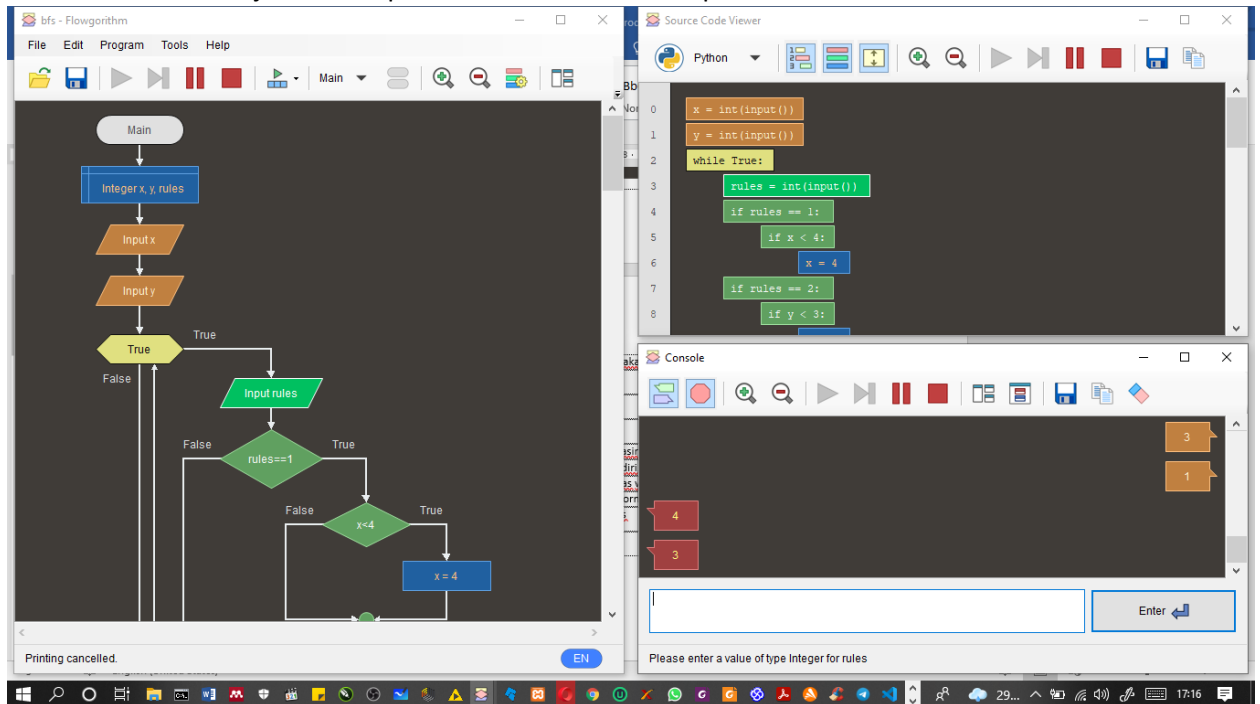 bfs - Flowgorithm
File Edit Program Tools Help
Main
Main
Integer x, y, rules
Input x
Input y
True
True
False
Input rules
False
True
rules==1
False
True
x<4
x = 4
Printing cancelled.
EN
Source Code Viewer
Python
0 x = int(input())
1 y = int(input())
2 while True:
3 rules = int(input())
4 if rules == 1:
5 if x < 4:
6 x = 4
7 if rules == 2:
8 if y < 3:
Console
3
1
4
3
Enter
Please enter a value of type Integer for rules
29...
17:16